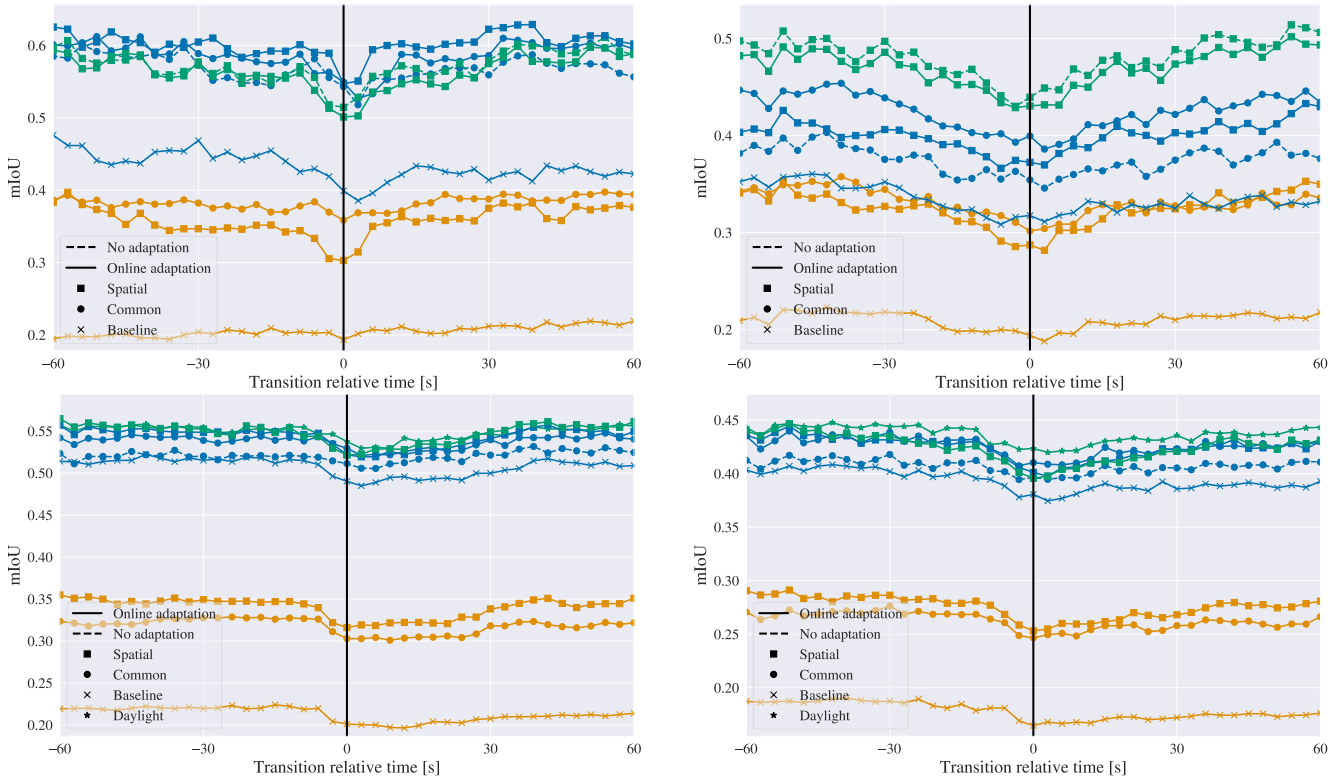 0.6
0.5
0.4
0.3
0.2
mIoU
No adaptation
Online adaptation
Spatial
Common
Baseline
−60
−30
0
30
60
Transition relative time [s]
0.5
0.4
0.3
0.2
mIoU
No adaptation
Online adaptation
Spatial
Common
Baseline
−60
−30
0
30
60
Transition relative time [s]
0.55
0.50
0.45
0.40
0.35
0.30
0.25
0.20
mIoU
Online adaptation
No adaptation
Spatial
Common
Baseline
Daylight
−60
−30
0
30
60
Transition relative time [s]
0.45
0.40
0.35
0.30
0.25
0.20
mIoU
Online adaptation
No adaptation
Spatial
Common
Baseline
Daylight
−60
−30
0
30
60
Transition relative time [s]